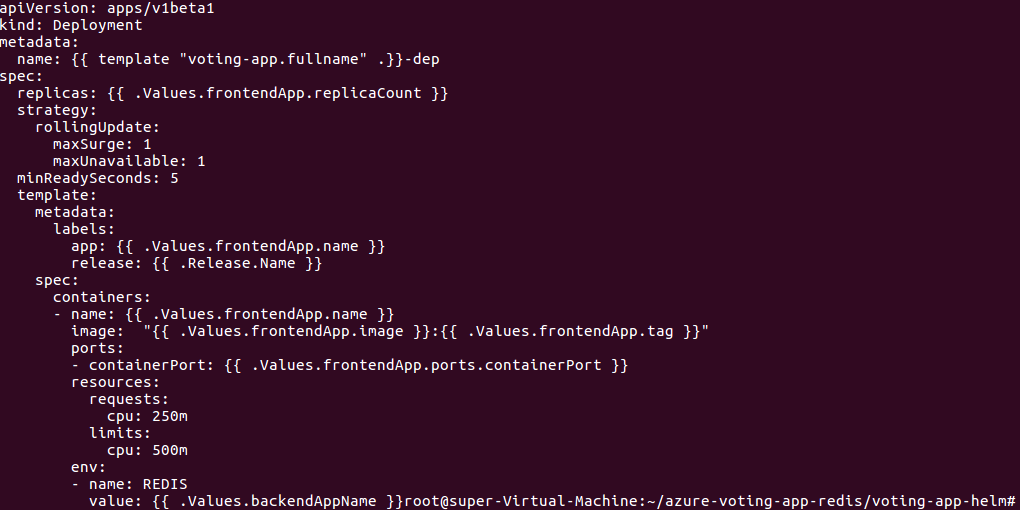 apiVersion: apps/v1beta1
kind: Deployment
metadata:
  name: {{ template "voting-app.fullname" .}}-dep
spec:
  replicas: {{ .Values.frontendApp.replicaCount }}
  strategy:
    rollingUpdate:
      maxSurge: 1
      maxUnavailable: 1
  minReadySeconds: 5
  template:
    metadata:
      labels:
        app: {{ .Values.frontendApp.name }}
        release: {{ .Release.Name }}
    spec:
      containers:
      - name: {{ .Values.frontendApp.name }}
        image:  "{{ .Values.frontendApp.image }}:{{ .Values.frontendApp.tag }}"
        ports:
        - containerPort: {{ .Values.frontendApp.ports.containerPort }}
        resources:
          requests:
            cpu: 250m
          limits:
            cpu: 500m
        env:
        - name: REDIS
          value: {{ .Values.backendAppName }}root@super-Virtual-Machine:~/azure-voting-app-redis/voting-app-helm#